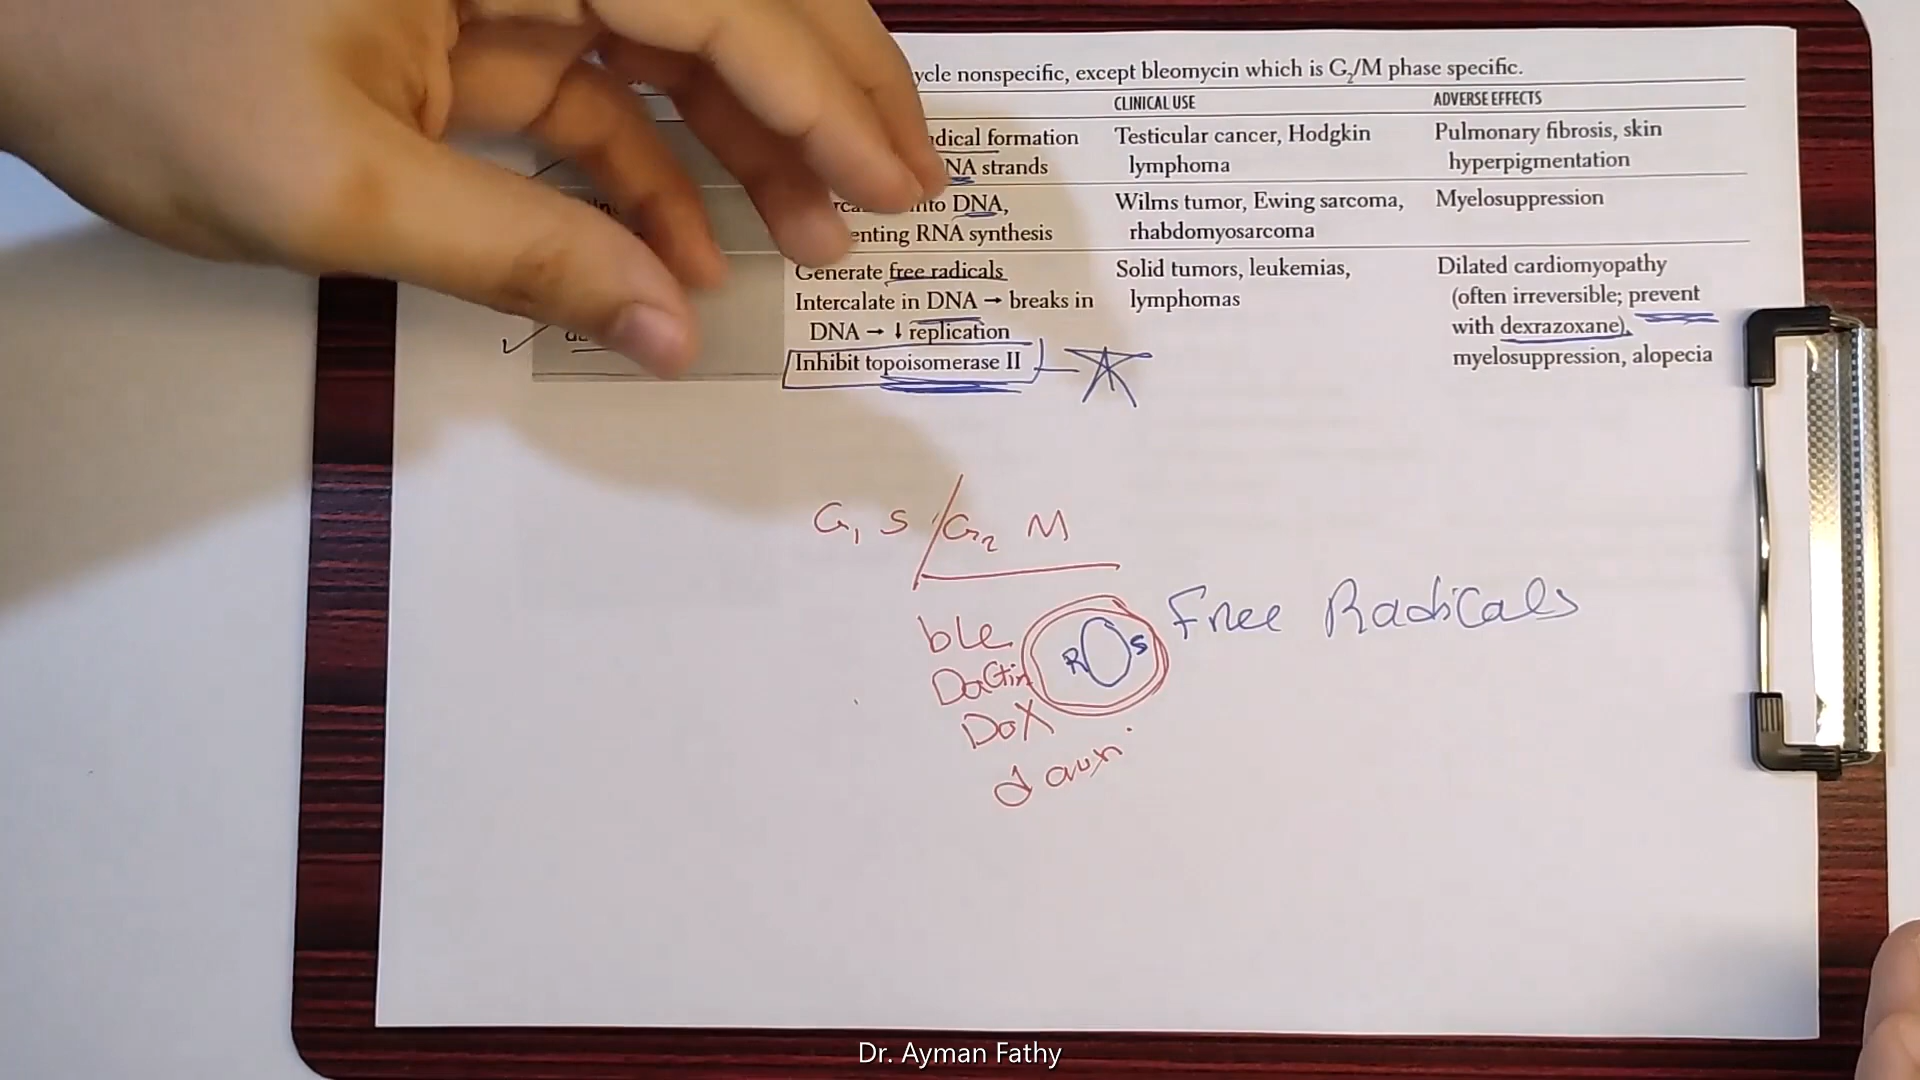 ycle nonspecific, except bleomycin which is G2/M phase specific.
CLINICAL USE ADVERSE EFFECTS
dical formation Testicular cancer, Hodgkin Pulmonary fibrosis, skin
NA strands lymphoma hyperpigmentation
into DNA, Wilms tumor, Ewing sarcoma, Myelosuppression
enting RNA synthesis rhabdomyosarcoma
Generate free radicals Solid tumors, leukemias, Dilated cardiomyopathy
Intercalate in DNA → breaks in lymphomas (often irreversible; prevent
DNA → ↓ replication with dexrazoxane),
Inhibit topoisomerase II myelosuppression, alopecia
G1 S / G2 M
ble ROS Free Radicals
Dactin
DoX
daun
Dr. Ayman Fathy